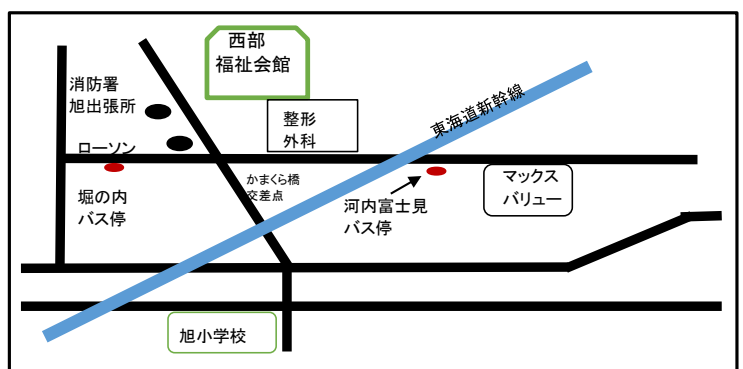 西部
福祉会館
消防署
旭出張所
整形
外科
東海道新幹線
ローソン
かまくら橋
交差点
マックス
バリュー
堀の内
バス停
河内富士見
バス停
旭小学校